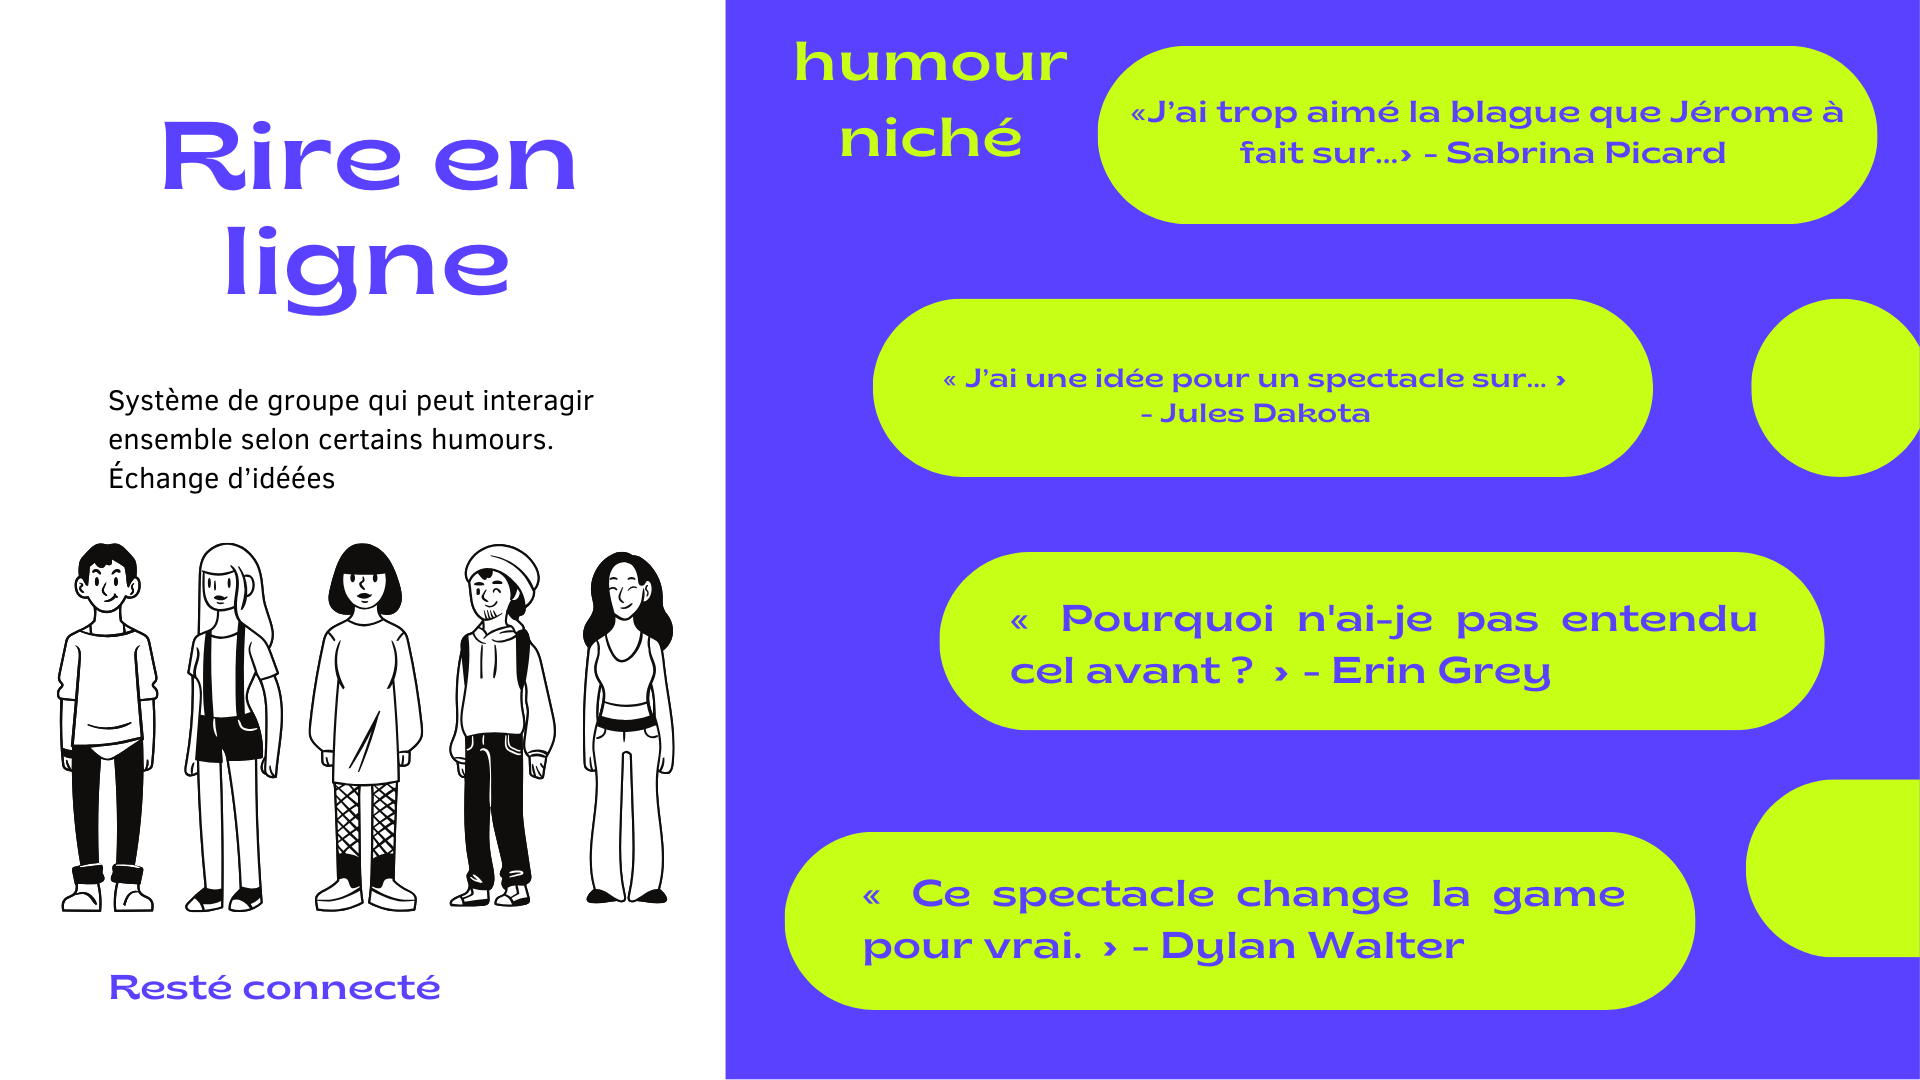 Rire en
ligne
Système de groupe qui peut interagir
ensemble selon certains humours.
Échange d’idéées
Resté connecté
humour
niché
«J’ai trop aimé la blague que Jérome à
fait sur...› - Sabrina Picard
« J’ai une idée pour un spectacle sur... ›
- Jules Dakota
« Pourquoi n'ai-je pas entendu
cel avant ? › - Erin Grey
« Ce spectacle change la game
pour vrai. › - Dylan Walter